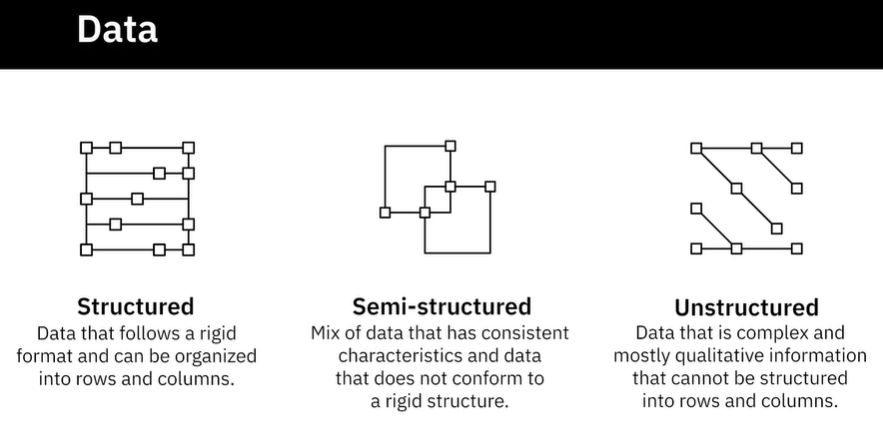 Data
Structured
Data that follows a rigid
format and can be organized
into rows and columns.
Semi-structured
Mix of data that has consistent
characteristics and data
that does not conform to
a rigid structure.
Unstructured
Data that is complex and
mostly qualitative information
that cannot be structured
into rows and columns.